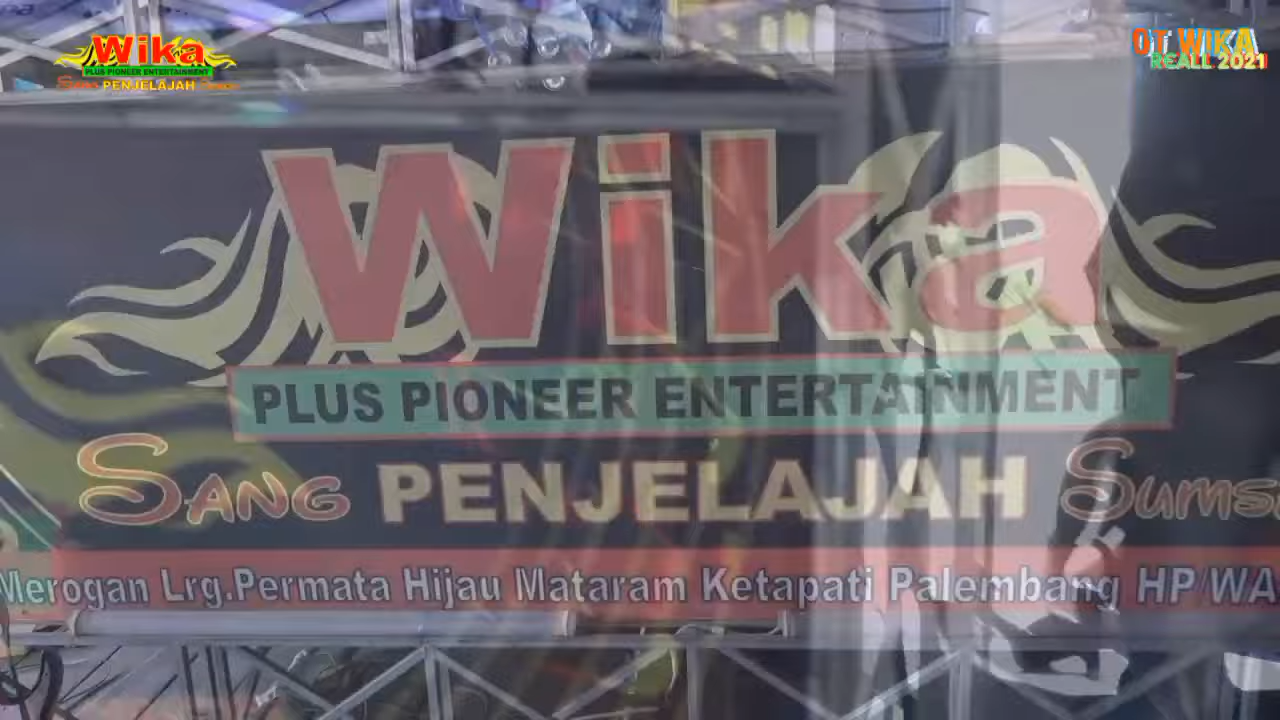 Wika
PLUS PIONEER ENTERTAINMENT
PENJELAJAH
OT WIKA
REALL 2021
Wika
PLUS PIONEER ENTERTAINMENT
SANG PENJELAJAH Sums
Merogan Lrg.Permata Hijau Mataram Ketapati Palembang HP/WA